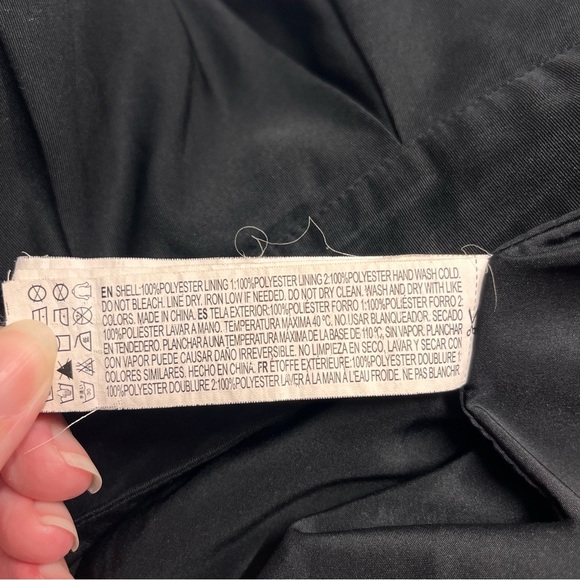 EN SHELL:100%POLYESTER LINING 1:100%POLYESTER LINING 2:100%POLYESTER HAND WASH COLD.
DO NOT BLEACH. LINE DRY. IRON LOW IF NEEDED. DO NOT DRY CLEAN. WASH AND DRY WITH LIKE
COLORS. MADE IN CHINA. ES TELA EXTERIOR:100%POLIÉSTER FORRO 1:100%POLIÉSTER FORRO 2:
100%POLIÉSTER LAVAR A MANO. TEMPERATURA MÁXIMA 40 °C, NO USAR BLANQUEADOR. SECADO
EN TENDEDERO. PLANCHAR A UNA TEMPERATURA MÁXIMA DE LA BASE DE 110 °C, SIN VAPOR. PLANCHAR
CON VAPOR PUEDE CAUSAR DAÑO IRREVERSIBLE. NO LIMPIEZA EN SECO. LAVAR Y SECAR CON
COLORES SIMILARES. HECHO EN CHINA. FR ÉTOFFE EXTÉRIEURE:100%POLYESTER DOUBLURE 1:
100%POLYESTER DOUBLURE 2:100%POLYESTER LAVER À LA MAIN À L'EAU FROIDE. NE PAS BLANCHIR